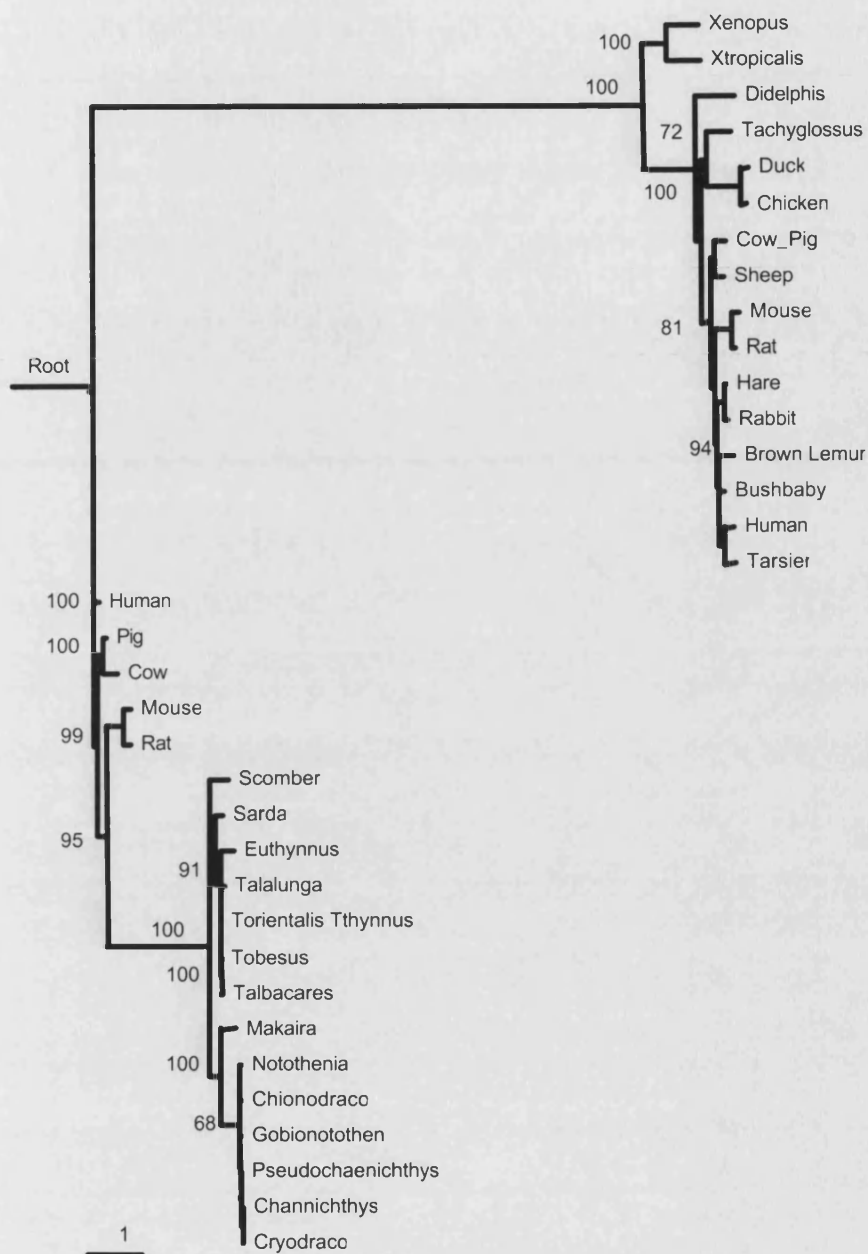 Xenopus
100
Xtropicalis
100
Didelphis
72
Tachyglossus
Duck
100
Chicken
Cow_Pig
Sheep
Mouse
81
Rat
Root
Hare
Rabbit
94
Brown Lemur
Bushbaby
Human
Tarsier
100
Human
100
Pig
Cow
Mouse
99
Rat
Scomber
Sarda
95
Euthynnus
91
Talalunga
Torientalis Tthynnus
100
Tobesus
100
Talbacares
Makaira
100
Notothenia
Chionodraco
68
Gobionotothen
Pseudochaenichthys
Channichthys
1
Cryodraco